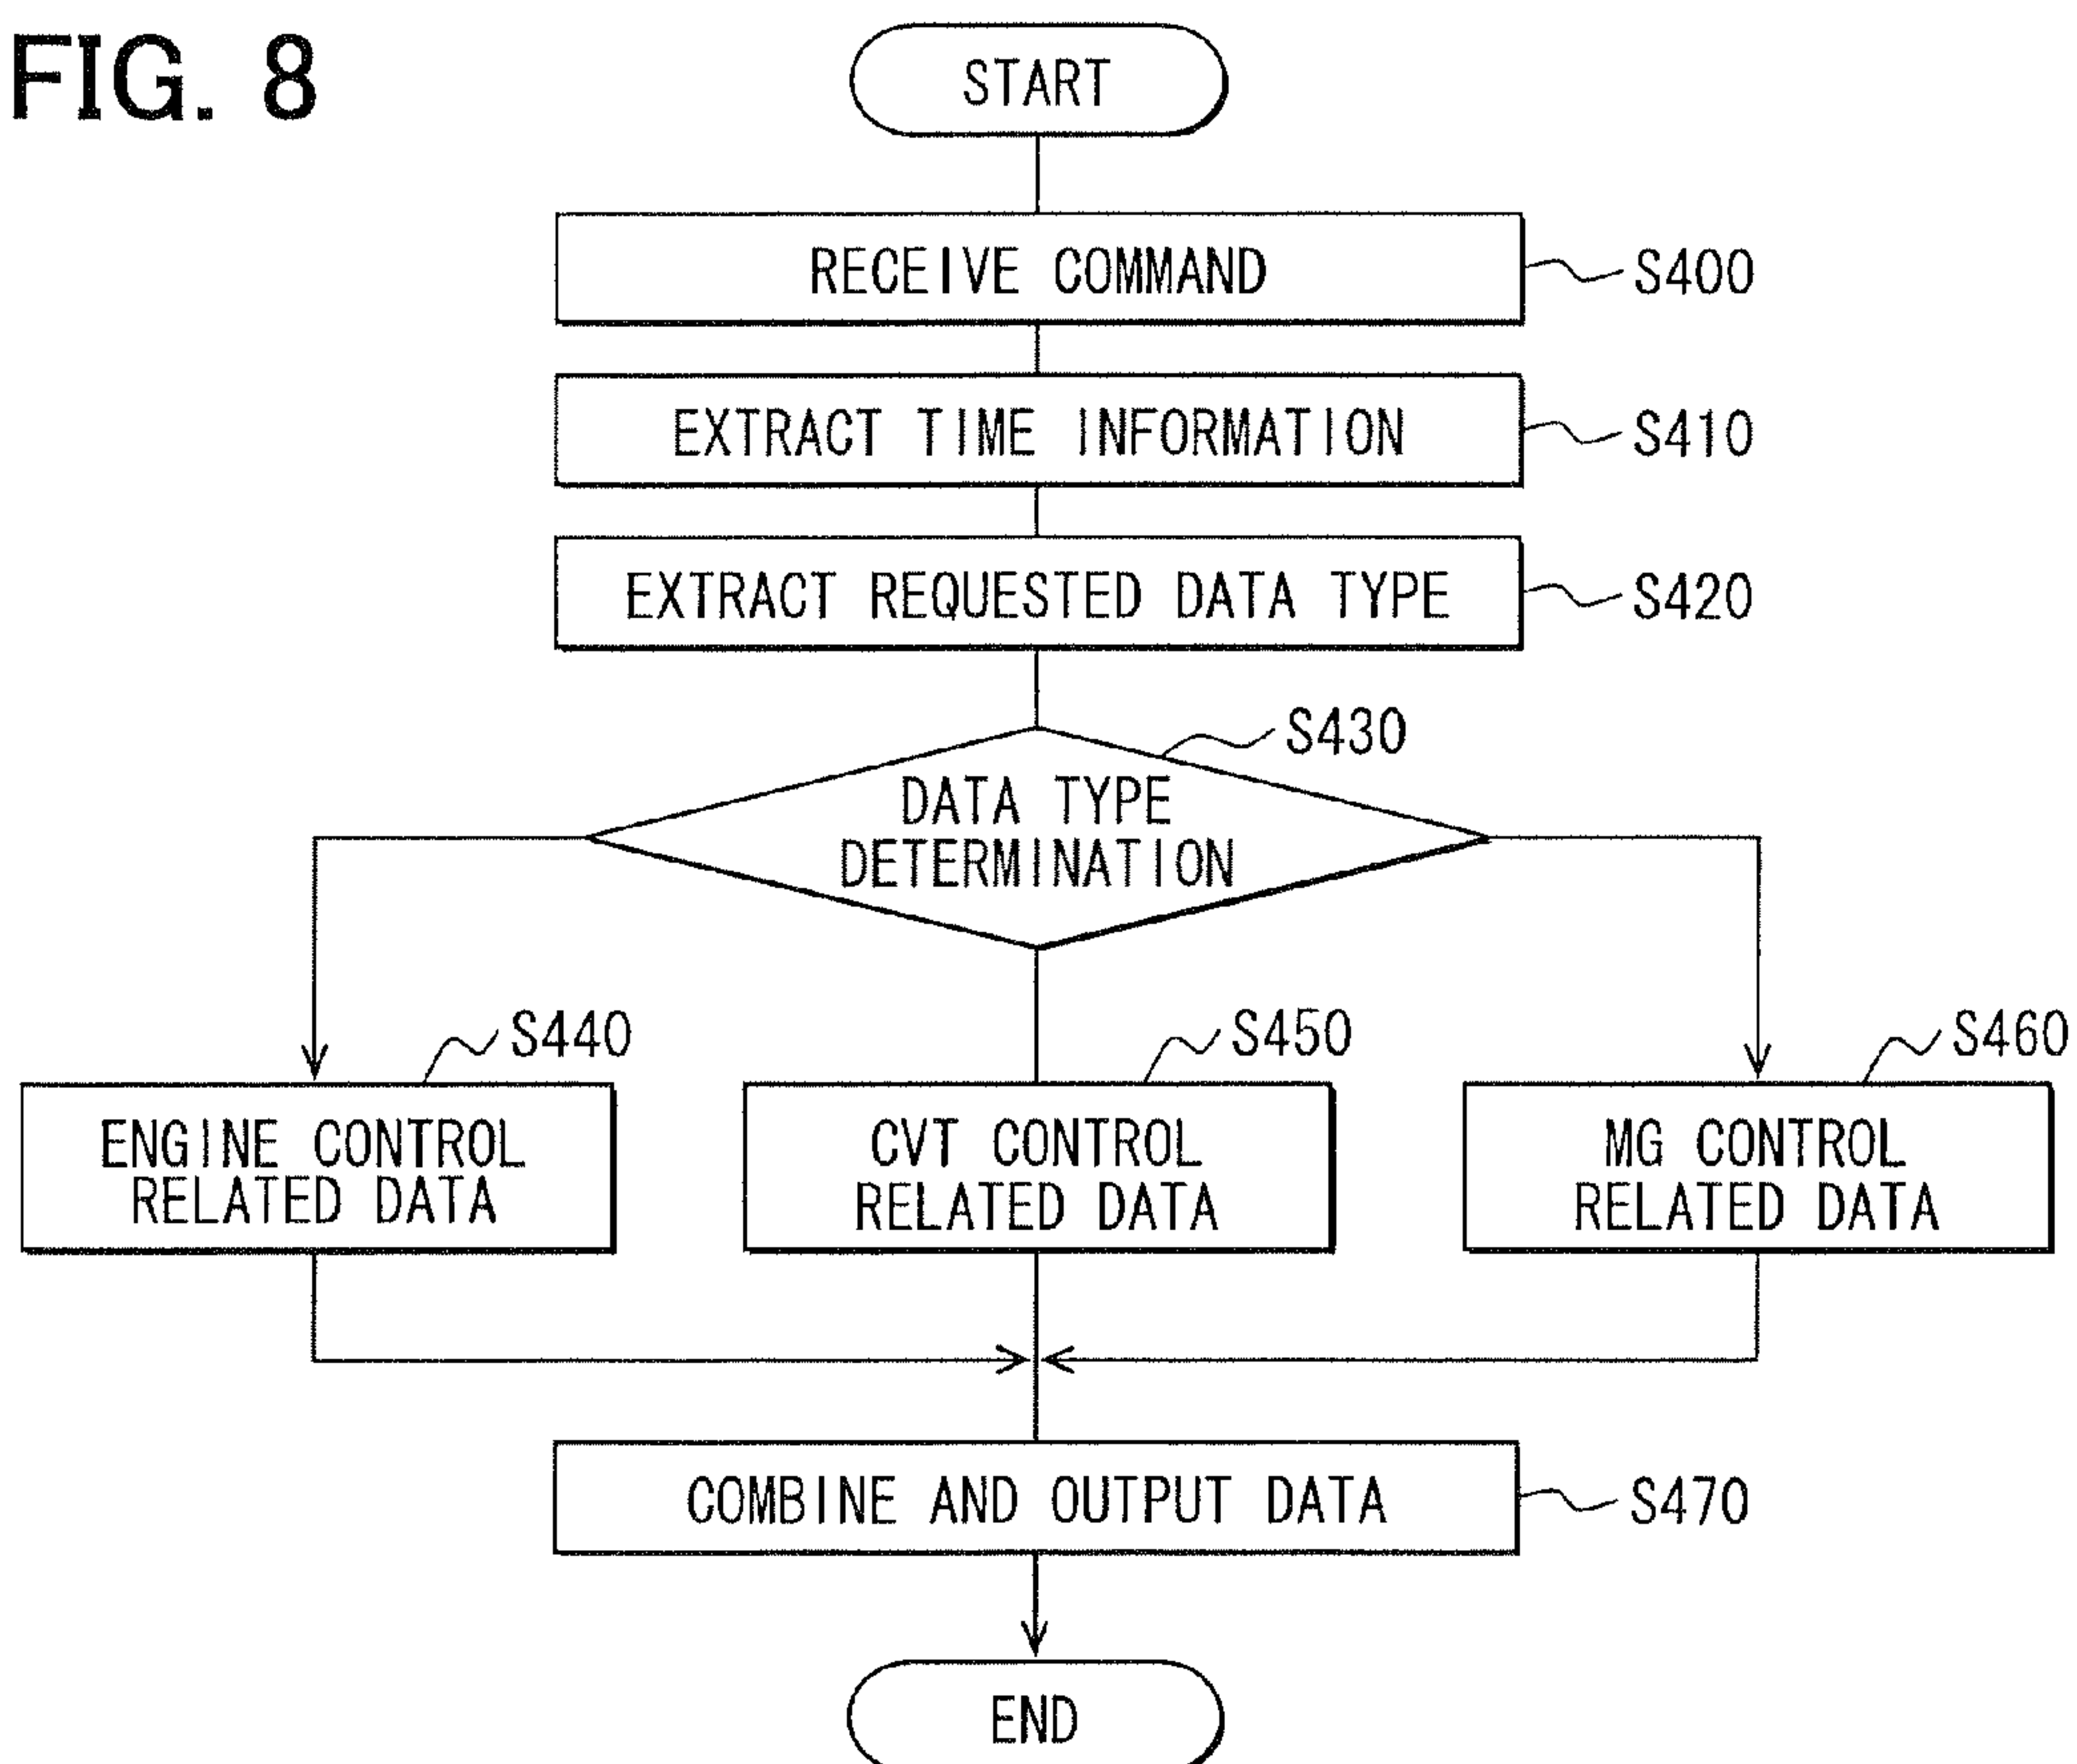 FIG. 8
START
RECEIVE COMMAND
S400
EXTRACT TIME INFORMATION
S410
EXTRACT REQUESTED DATA TYPE
S420
S430
DATA TYPE
DETERMINATION
S440
ENGINE CONTROL
RELATED DATA
S450
CVT CONTROL
RELATED DATA
S460
MG CONTROL
RELATED DATA
COMBINE AND OUTPUT DATA
S470
END